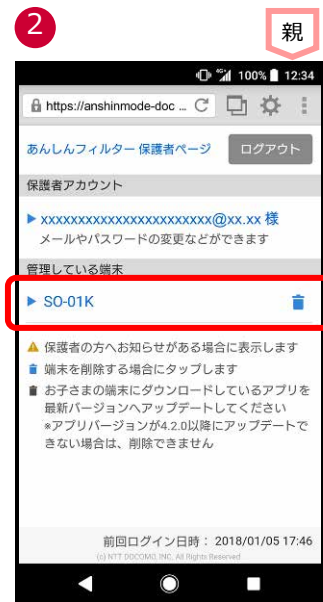 2
親
100% 12:34
https://anshinmode-doc ...
あんしんフィルター 保護者ページ
ログアウト
保護者アカウント
▶ xxxxxxxxxxxxxxxxxxxxxxx@xx.xx 様
メールやパスワードの変更などができます
管理している端末
▶ SO-01K
保護者の方へお知らせがある場合に表示します
端末を削除する場合にタップします
お子さまの端末にダウンロードしているアプリを
最新バージョンへアップデートしてください
※アプリバージョンが4.2.0以降にアップデートで
きない場合は、削除できません
前回ログイン日時： 2018/01/05 17:46
(c) NTT DOCOMO, INC. All Rights Reserved